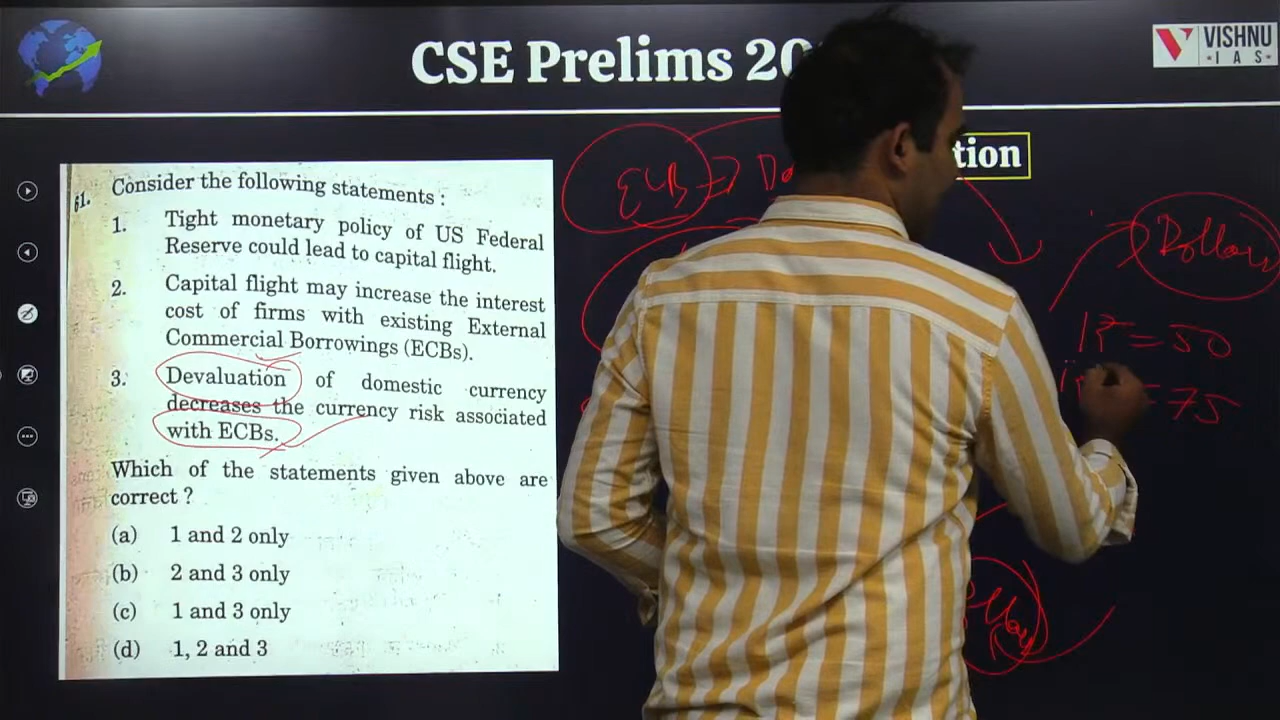 CSE Prelims 20
VISHNU
IAS
tion
61. Consider the following statements :
1. Tight monetary policy of US Federal
Reserve could lead to capital flight.
2. Capital flight may increase the interest
cost of firms with existing External
Commercial Borrowings (ECBs).
3. Devaluation of domestic currency
decreases the currency risk associated
with ECBs.
Which of the statements given above are
correct ?
(a) 1 and 2 only
(b) 2 and 3 only
(c) 1 and 3 only
(d) 1, 2 and 3
ECB
Dollar
= 50
= 75